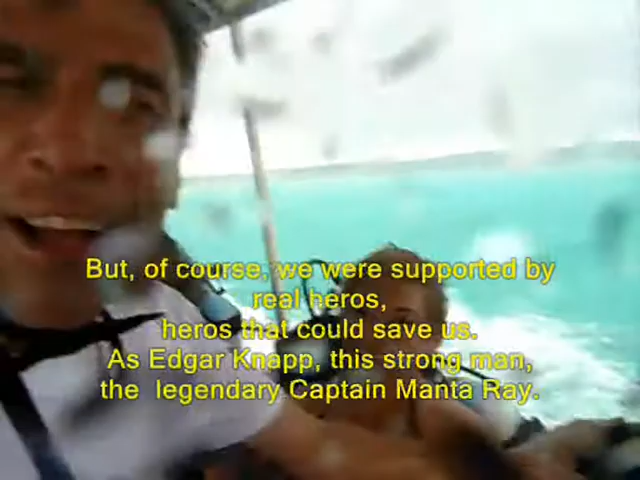 But, of course, we were supported by
real heros,
heros that could save us.
As Edgar Knapp, this strong man,
the legendary Captain Manta Ray.